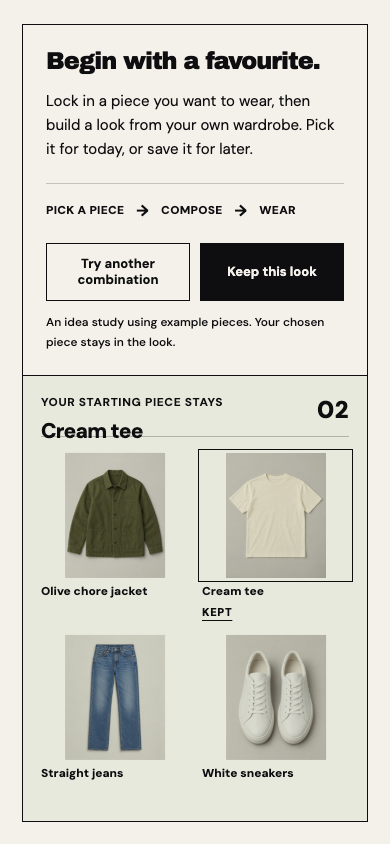 Begin with a favourite.
Lock in a piece you want to wear, then
build a look from your own wardrobe. Pick
it for today, or save it for later.
PICK A PIECE → COMPOSE → WEAR
Try another
combination
Keep this look
An idea study using example pieces. Your chosen
piece stays in the look.
YOUR STARTING PIECE STAYS
02
Cream tee
Olive chore jacket
Cream tee
KEPT
Straight jeans
White sneakers